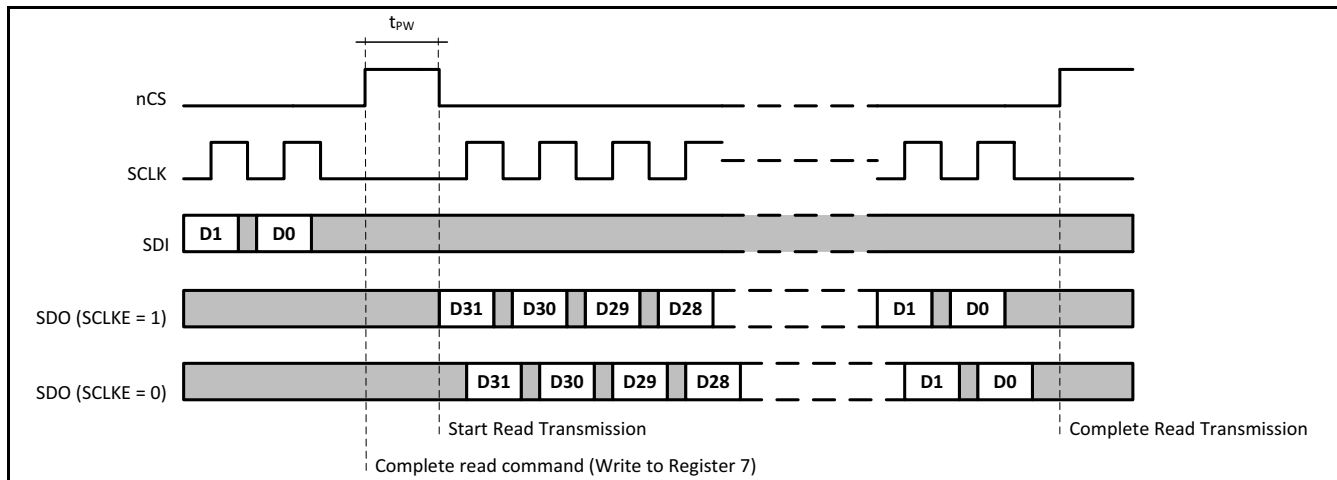 tPW
nCS
SCLK
SDI D1 D0
SDO (SCLKE = 1) D31 D30 D29 D28 D1 D0
SDO (SCLKE = 0) D31 D30 D29 D28 D1 D0
Start Read Transmission Complete Read Transmission
Complete read command (Write to Register 7)